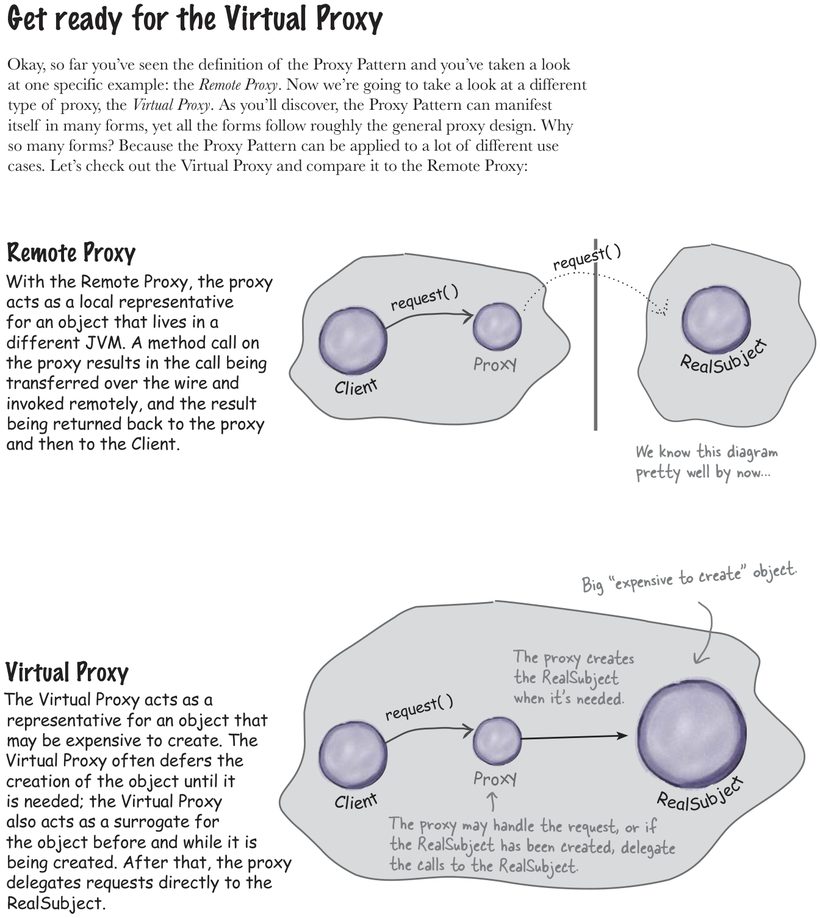 Get ready for the Virtual Proxy
Okay, so far you’ve seen the definition of the Proxy Pattern and you’ve taken a look
at one specific example: the Remote Proxy. Now we’re going to take a look at a different
type of proxy, the Virtual Proxy. As you’ll discover, the Proxy Pattern can manifest
itself in many forms, yet all the forms follow roughly the general proxy design. Why
so many forms? Because the Proxy Pattern can be applied to a lot of different use
cases. Let’s check out the Virtual Proxy and compare it to the Remote Proxy:
Remote Proxy
With the Remote Proxy, the proxy
acts as a local representative
for an object that lives in a
different JVM. A method call on
the proxy results in the call being
transferred over the wire and
invoked remotely, and the result
being returned back to the proxy
and then to the Client.
request()
request()
Client
Proxy
RealSubject
We know this diagram
pretty well by now...
Big “expensive to create” object.
Virtual Proxy
The Virtual Proxy acts as a
representative for an object that
may be expensive to create. The
Virtual Proxy often defers the
creation of the object until it
is needed; the Virtual Proxy
also acts as a surrogate for
the object before and while it is
being created. After that, the proxy
delegates requests directly to the
RealSubject.
The proxy creates
the RealSubject
when it’s needed.
request()
Client
Proxy
RealSubject
The proxy may handle the request, or if
the RealSubject has been created, delegate
the calls to the RealSubject.